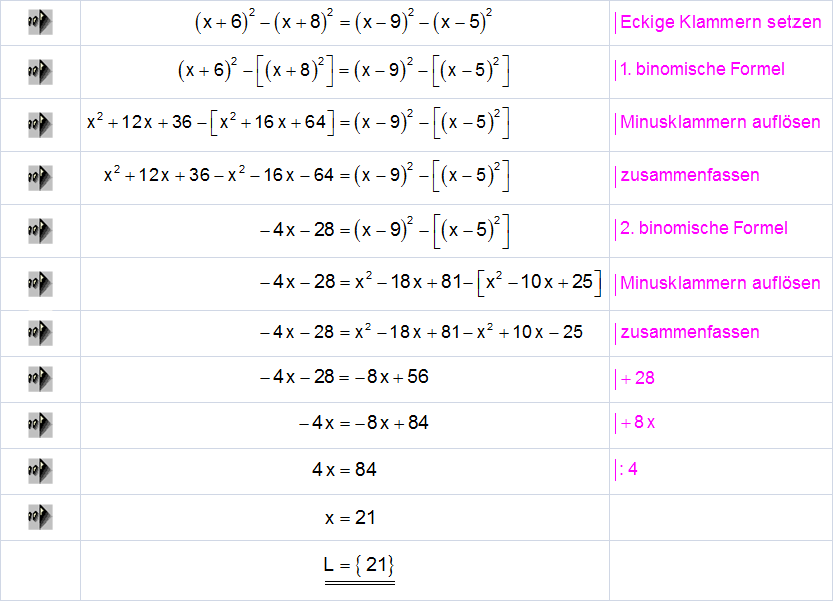 (x + 6)² − (x + 8)² = (x − 9)² − (x − 5)² | Eckige Klammern setzen
(x + 6)² − [(x + 8)²] = (x − 9)² − [(x − 5)²] | 1. binomische Formel
x² + 12x + 36 − [x² + 16x + 64] = (x − 9)² − [(x − 5)²] | Minusklammern auflösen
x² + 12x + 36 − x² − 16x − 64 = (x − 9)² − [(x − 5)²] | zusammenfassen
−4x − 28 = (x − 9)² − [(x − 5)²] | 2. binomische Formel
−4x − 28 = x² − 18x + 81 − [x² − 10x + 25] | Minusklammern auflösen
−4x − 28 = x² − 18x + 81 − x² + 10x − 25 | zusammenfassen
−4x − 28 = −8x + 56 | + 28
−4x = −8x + 84 | + 8x
4x = 84 | : 4
x = 21
L = {21}